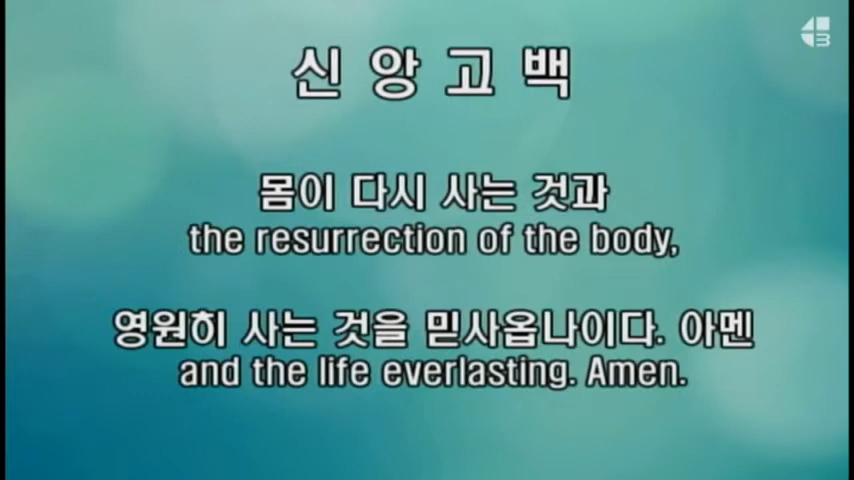 신 앙 고 백
몸이 다시 사는 것과
the resurrection of the body,
영원히 사는 것을 믿사옵나이다. 아멘
and the life everlasting. Amen.